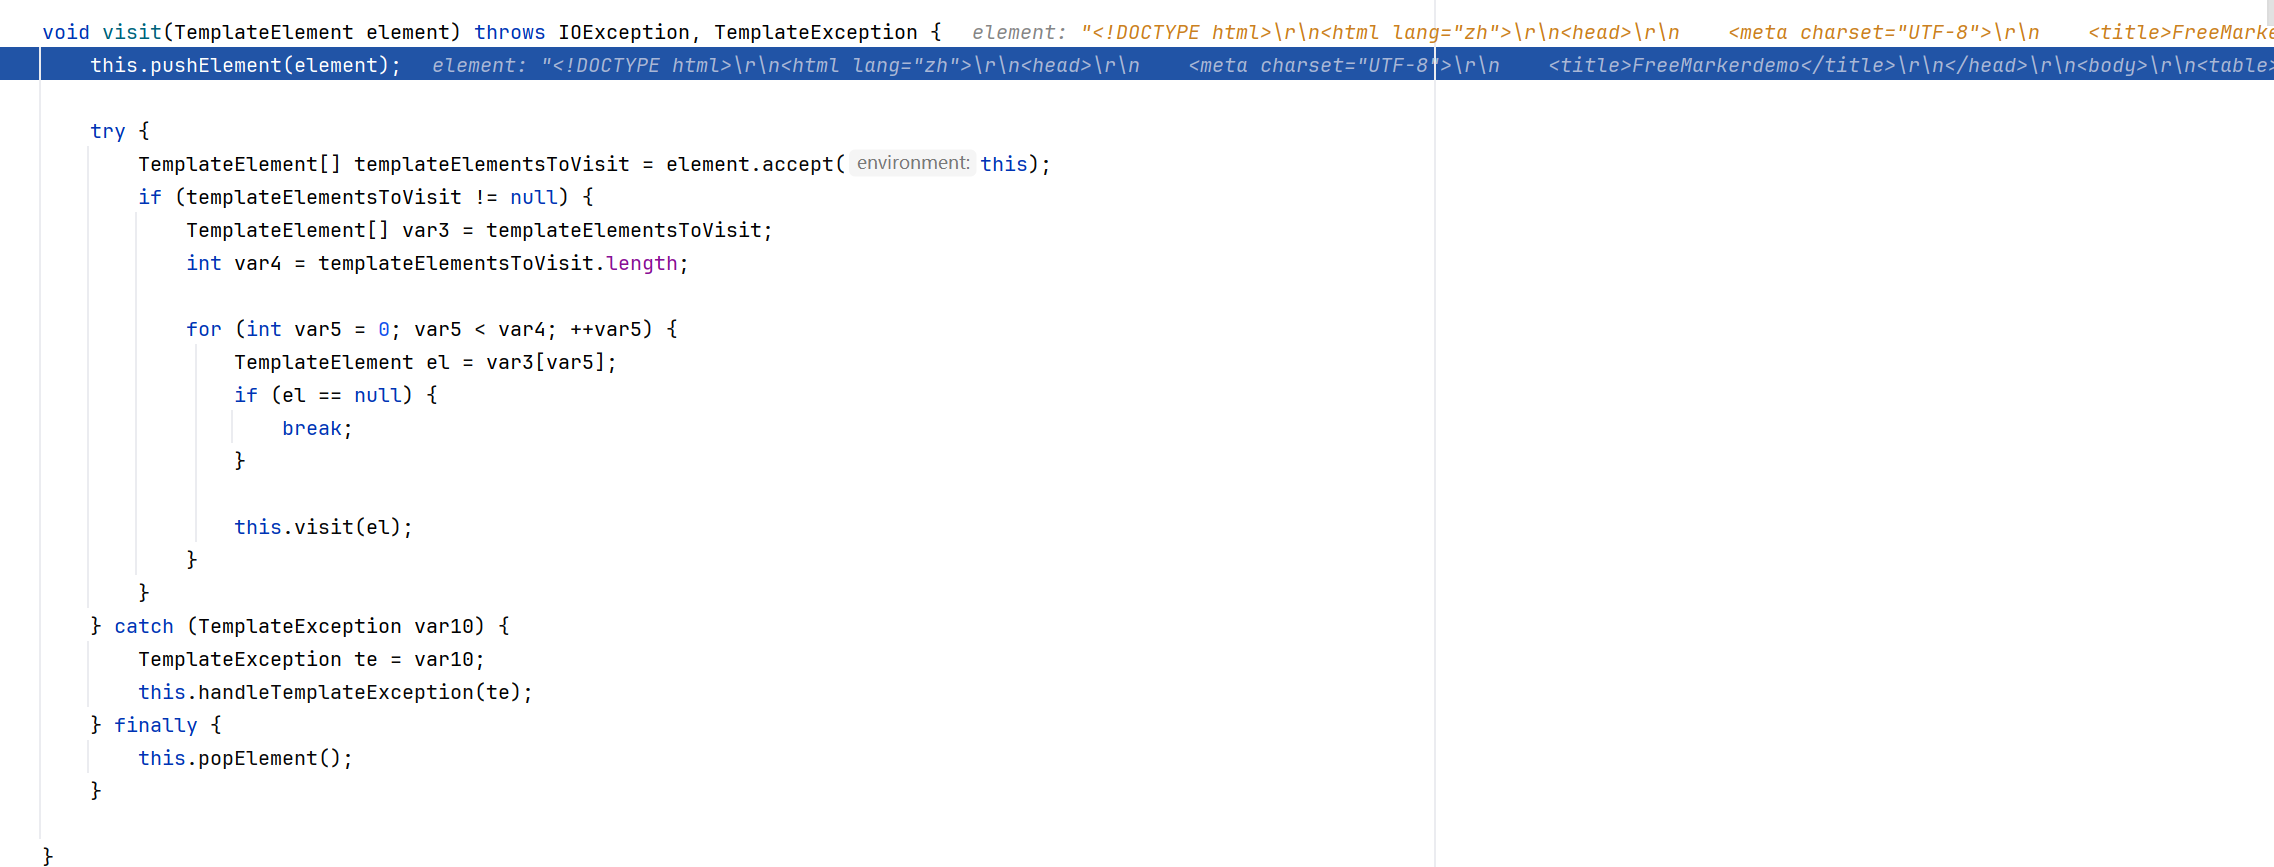 void visit(TemplateElement element) throws IOException, TemplateException {   element: "<!DOCTYPE html>\r\n<html lang="zh">\r\n<head>\r\n    <meta charset="UTF-8">\r\n    <title>FreeMarke
    this.pushElement(element);   element: "<!DOCTYPE html>\r\n<html lang="zh">\r\n<head>\r\n    <meta charset="UTF-8">\r\n    <title>FreeMarkerdemo</title>\r\n</head>\r\n<body>\r\n<table>
    try {
        TemplateElement[] templateElementsToVisit = element.accept( environment: this);
        if (templateElementsToVisit != null) {
            TemplateElement[] var3 = templateElementsToVisit;
            int var4 = templateElementsToVisit.length;
            for (int var5 = 0; var5 < var4; ++var5) {
                TemplateElement el = var3[var5];
                if (el == null) {
                    break;
                }
                this.visit(el);
            }
        }
    } catch (TemplateException var10) {
        TemplateException te = var10;
        this.handleTemplateException(te);
    } finally {
        this.popElement();
    }
}